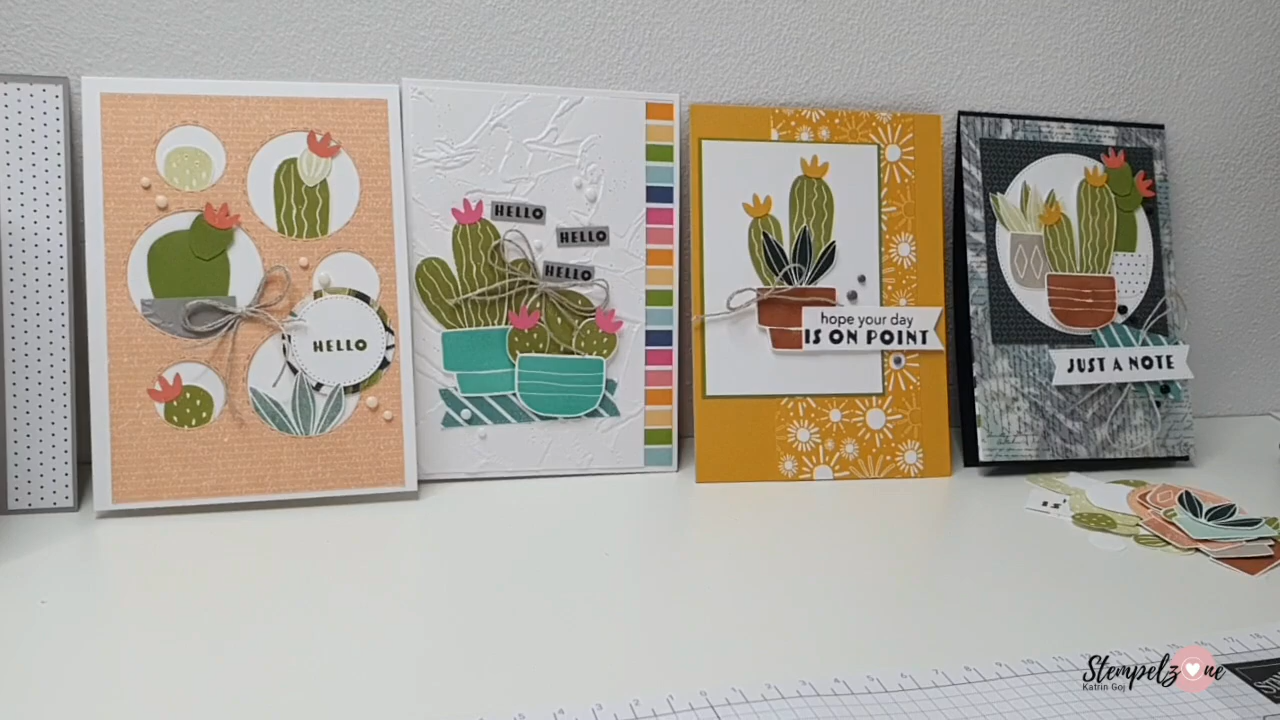 HELLO
HELLO
HELLO
HELLO
hope your day
IS ON POINT
JUST A NOTE
Stempelzone
Katrin Goj